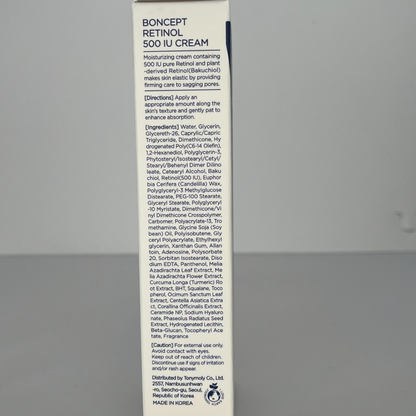 BONCEPT
RETINOL
500 IU CREAM
Moisturizing cream containing
500 IU pure Retinol and plant
-derived Retinol(Bakuchiol)
makes skin elastic by providing
firming care to sagging pores.
[Directions] Apply an
appropriate amount along the
skin's texture and gently pat to
enhance absorption.
[Ingredients] Water, Glycerin,
Glycereth-26, Caprylic/Capric
Triglyceride, Dimethicone, Hy
drogenated Poly(C6-14 Olefin),
1,2-Hexanediol, Polyglycerin-3,
Phytosteryl/Isostearyl/Cetyl/
Stearyl/Behenyl Dimer Dilino
leate, Cetearyl Alcohol, Baku
chiol, Retinol(500 IU), Euphor
bia Cerifera (Candelilla) Wax,
Polyglyceryl-3 Methylglucose
Distearate, PEG-100 Stearate,
Glyceryl Stearate, Polyglyceryl
-10 Myristate, Dimethicone/Vi
nyl Dimethicone Crosspolymer,
Carbomer, Polyacrylate-13, Tro
methamine, Glycine Soja (Soy
bean) Oil, Polyisobutene, Gly
ceryl Polyacrylate, Ethylhexyl
glycerin, Xanthan Gum, Allan
toin, Adenosine, Polysorbate
20, Sorbitan Isostearate, Diso
dium EDTA, Panthenol, Melia
Azadirachta Leaf Extract, Me
lia Azadirachta Flower Extract,
Curcuma Longa (Turmeric) Ro
ot Extract, BHT, Squalane, Toco
pherol, Ocimum Sanctum Leaf
Extract, Centella Asiatica Extra
ct, Corallina Officinalis Extract,
Ceramide NP, Sodium Hyaluro
nate, Phaseolus Radiatus Seed
Extract, Hydrogenated Lecithin,
Beta-Glucan, Tocopheryl Ace
tate, Fragrance
[Caution] For external use only.
Avoid contact with eyes.
Keep out of reach of children.
Discontinue use if signs of irritation
and/or rash appear.
Distributed by Tonymoly Co., Ltd.
2557, Nambusunhwan
-ro, Seocho-gu, Seoul,
Republic of Korea
MADE IN KOREA